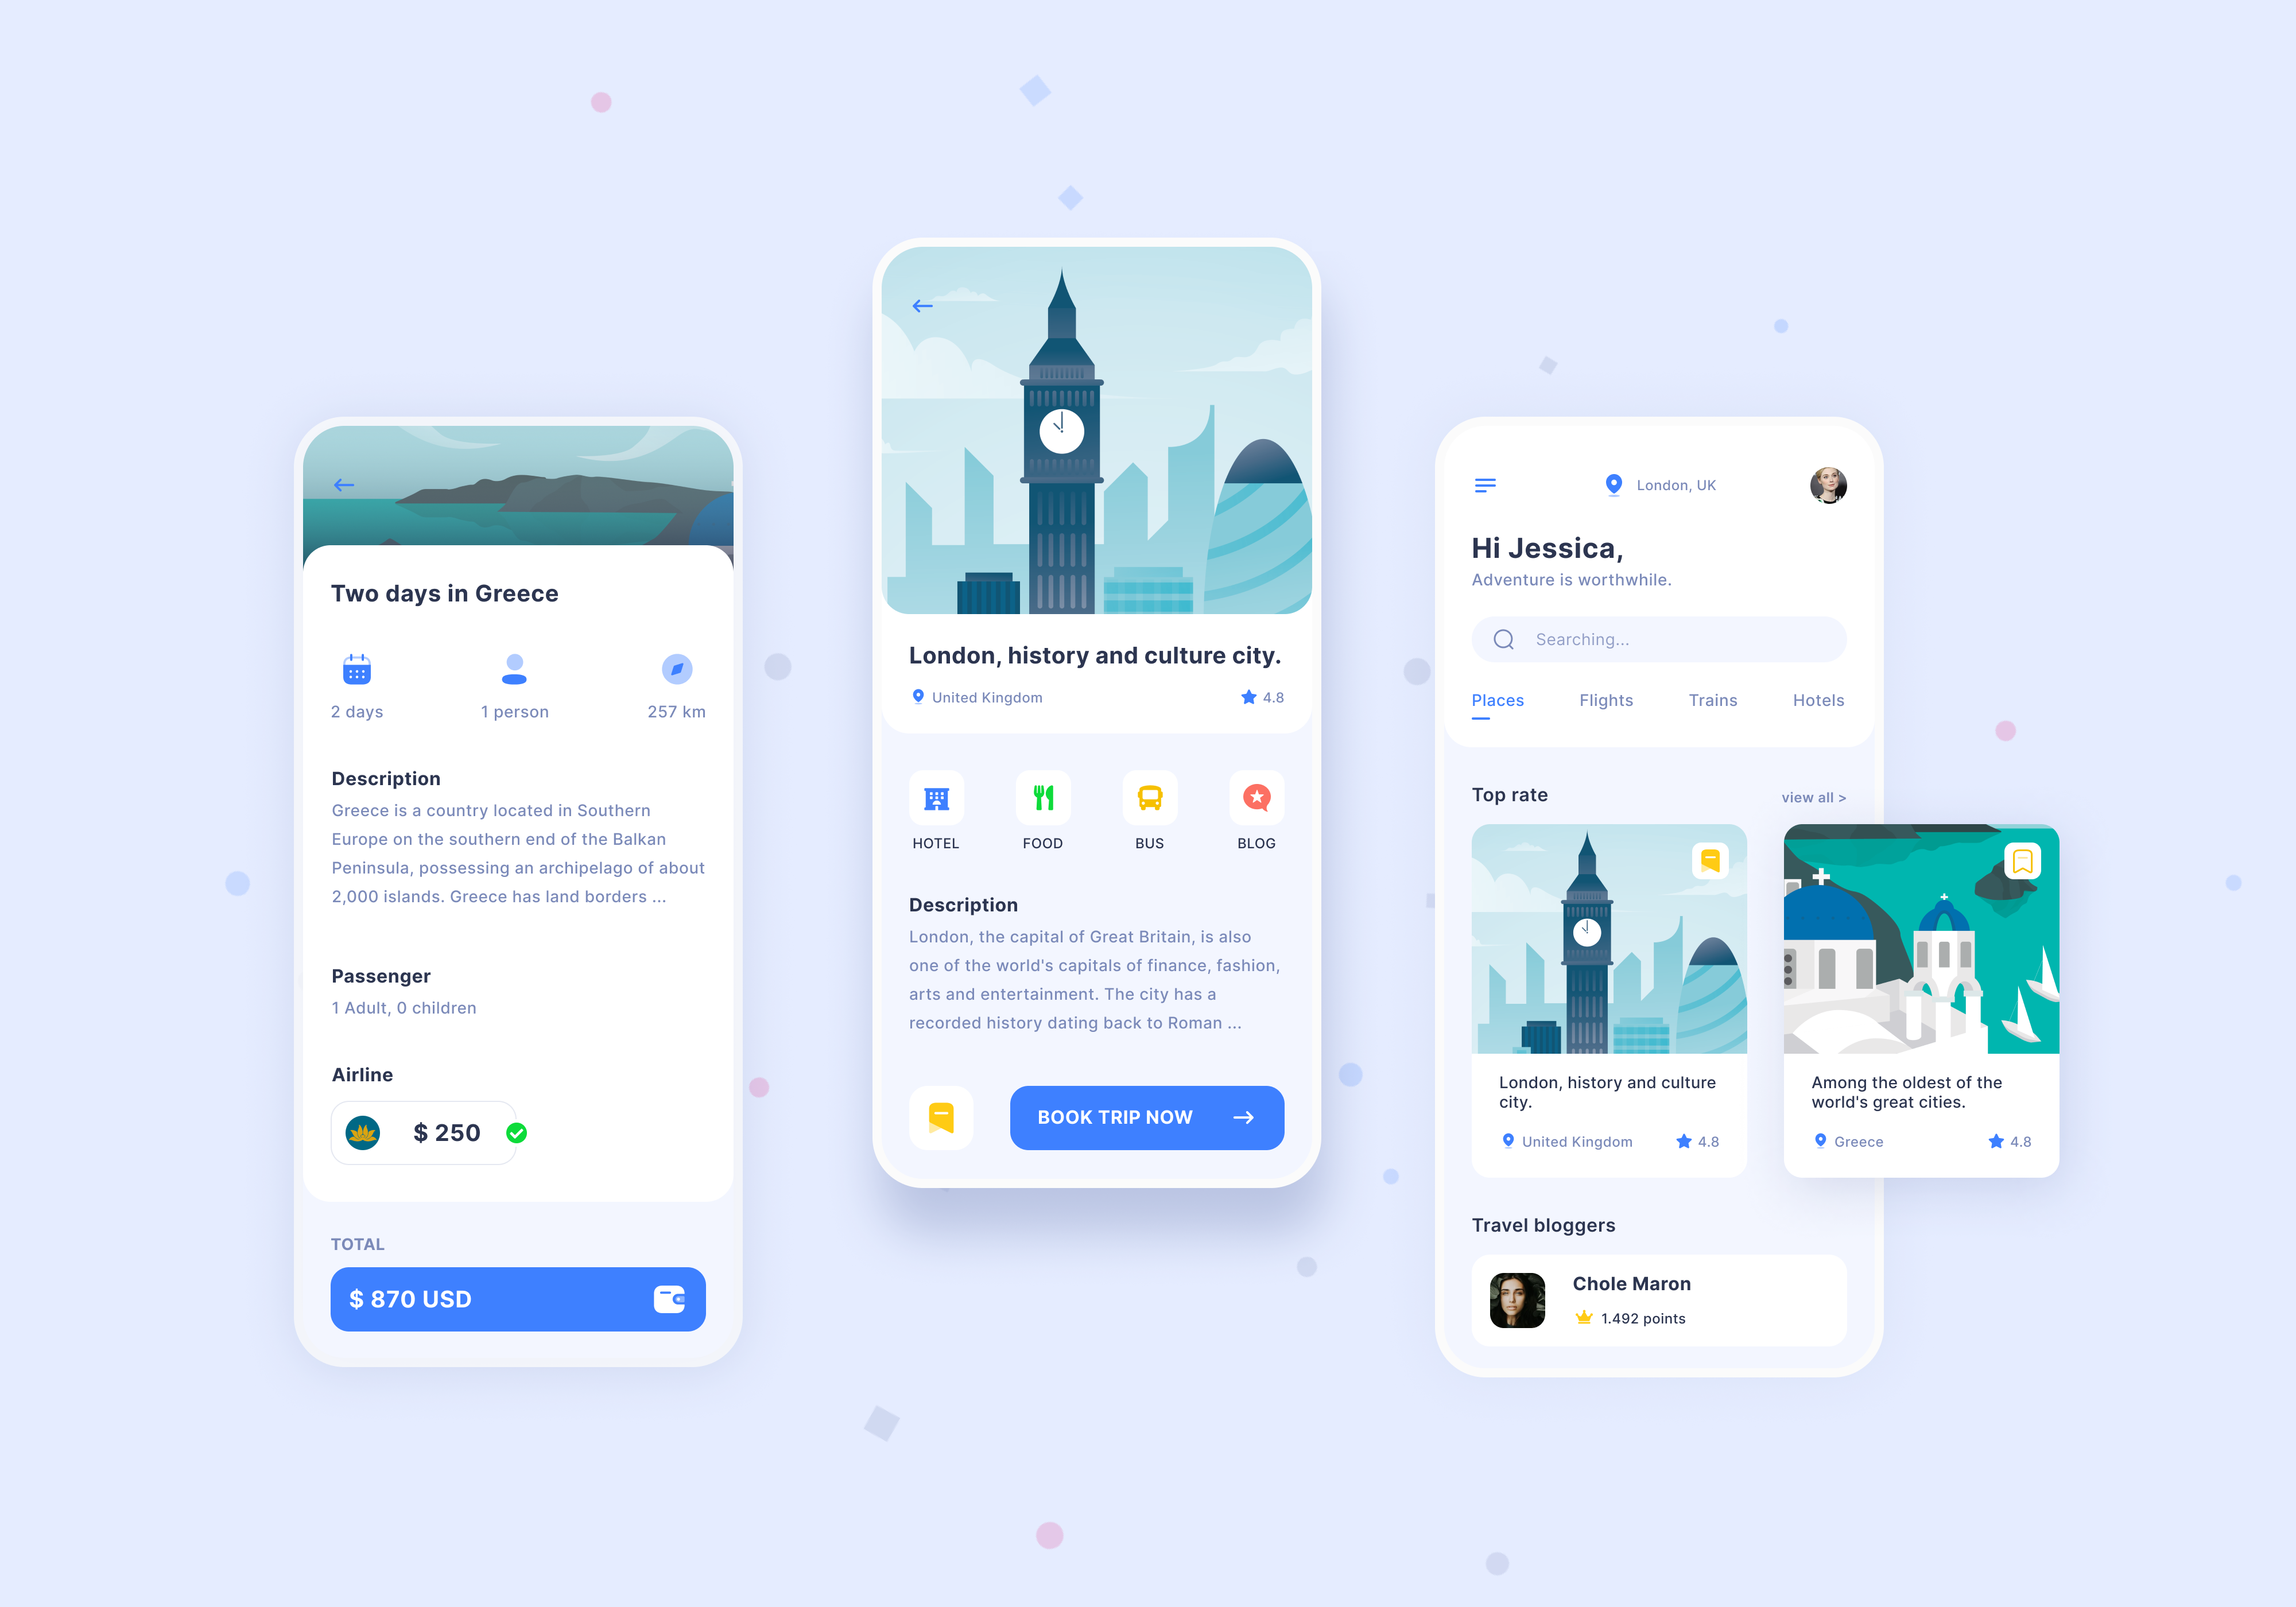 Two days in Greece
2 days
1 person
257 km
Description
Greece is a country located in Southern
Europe on the southern end of the Balkan
Peninsula, possessing an archipelago of about
2,000 islands. Greece has land borders ...
Passenger
1 Adult, 0 children
Airline
$ 250
TOTAL
$ 870 USD
London, history and culture city.
United Kingdom
4.8
HOTEL
FOOD
BUS
BLOG
Description
London, the capital of Great Britain, is also
one of the world's capitals of finance, fashion,
arts and entertainment. The city has a
recorded history dating back to Roman ...
BOOK TRIP NOW
London, UK
Hi Jessica,
Adventure is worthwhile.
Searching...
Places
Flights
Trains
Hotels
Top rate
view all >
London, history and culture
city.
United Kingdom
4.8
Among the oldest of the
world's great cities.
Greece
4.8
Travel bloggers
Chole Maron
1.492 points